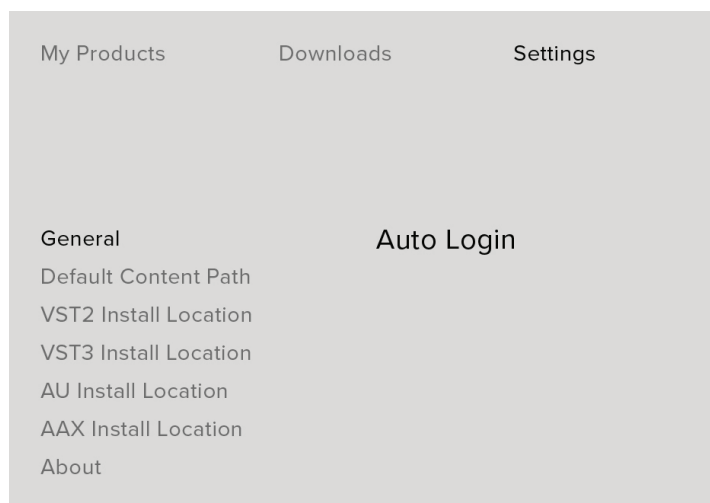 My Products Downloads Settings
General Auto Login
Default Content Path
VST2 Install Location
VST3 Install Location
AU Install Location
AAX Install Location
About